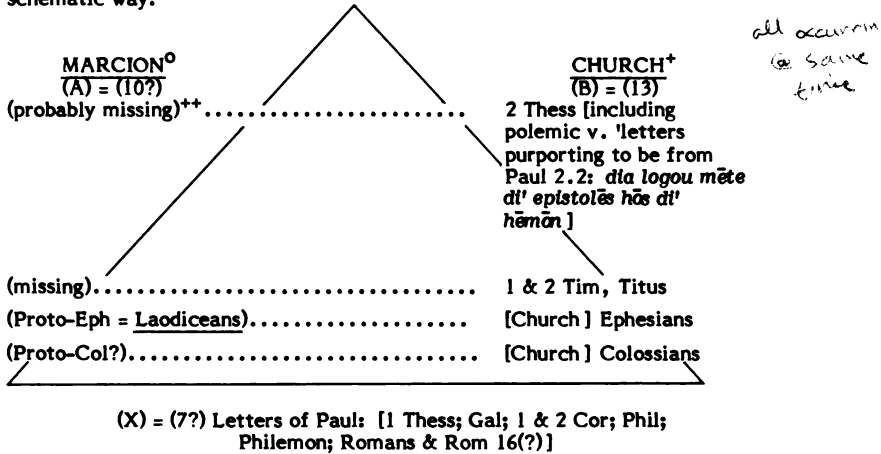 schematic way.
MARCION⁰
(A) = (10?)
CHURCH⁺
(B) = (13)
all occurrin
@ same
time
(probably missing)⁺⁺........................ 2 Thess [including
polemic v. 'letters
purporting to be from
Paul 2.2: dia logou mēte
di' epistolēs hōs di'
hēmōn]
(missing)........................................ 1 & 2 Tim, Titus
(Proto-Eph = Laodiceans)...................... [Church] Ephesians
(Proto-Col?).................................... [Church] Colossians
(X) = (7?) Letters of Paul: [1 Thess; Gal; 1 & 2 Cor; Phil;
Philemon; Romans & Rom 16(?)]